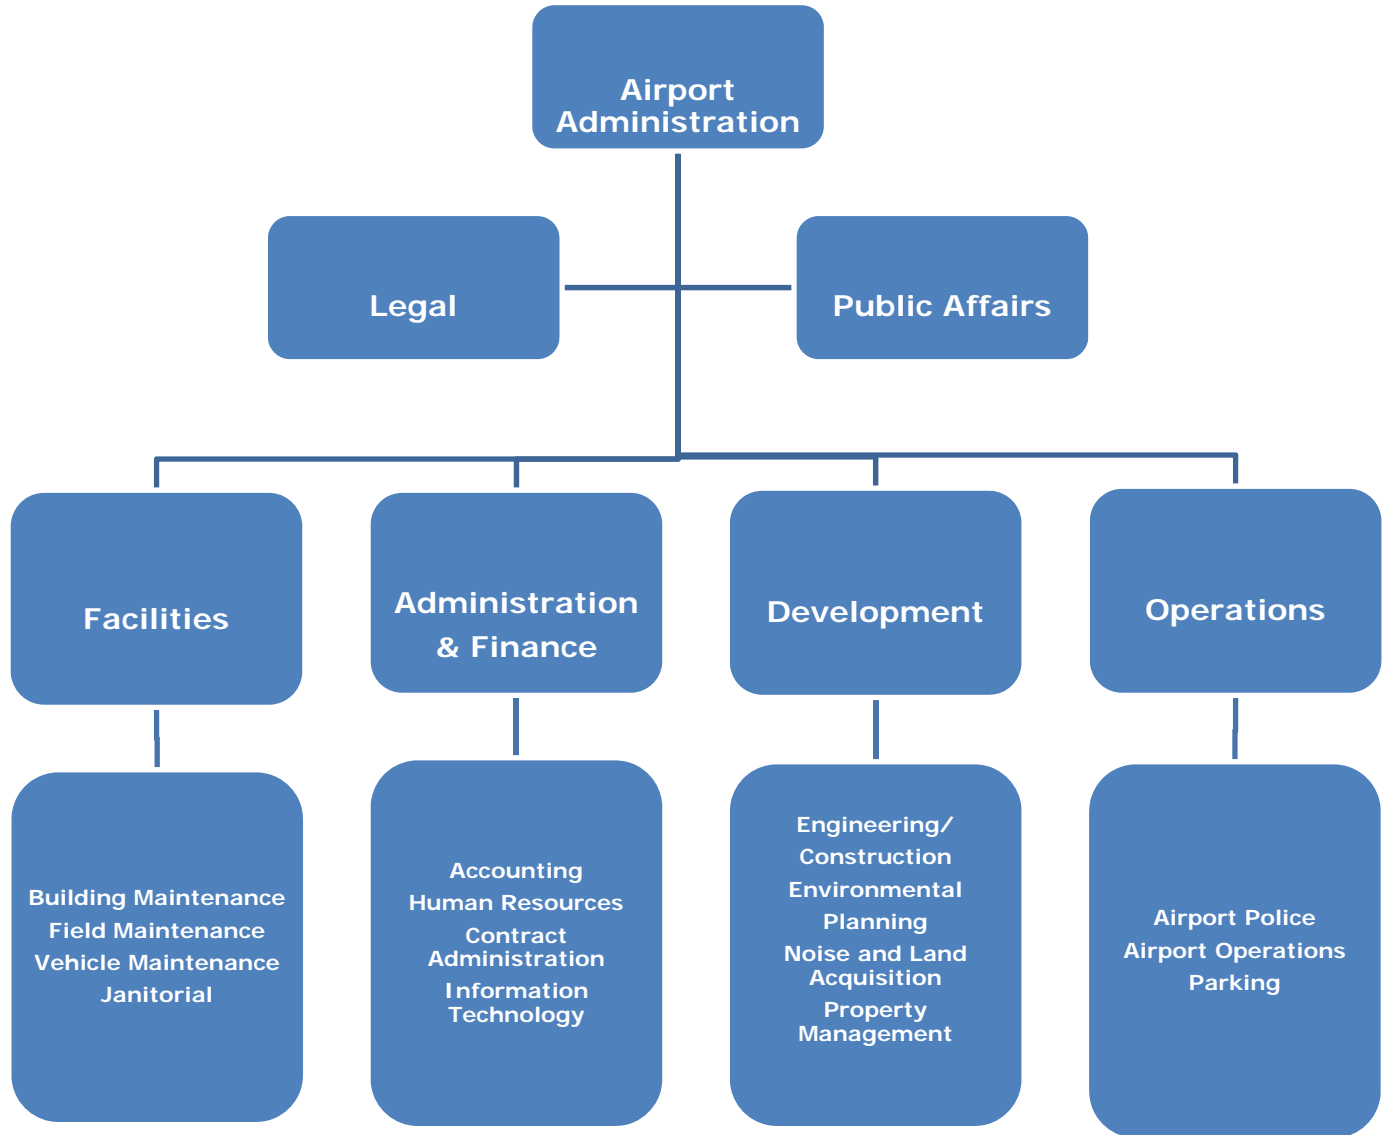 Airport
Administration
Legal
Public Affairs
Facilities
Administration
& Finance
Development
Operations
Building Maintenance
Field Maintenance
Vehicle Maintenance
Janitorial
Accounting
Human Resources
Contract
Administration
Information
Technology
Engineering/
Construction
Environmental
Planning
Noise and Land
Acquisition
Property
Management
Airport Police
Airport Operations
Parking